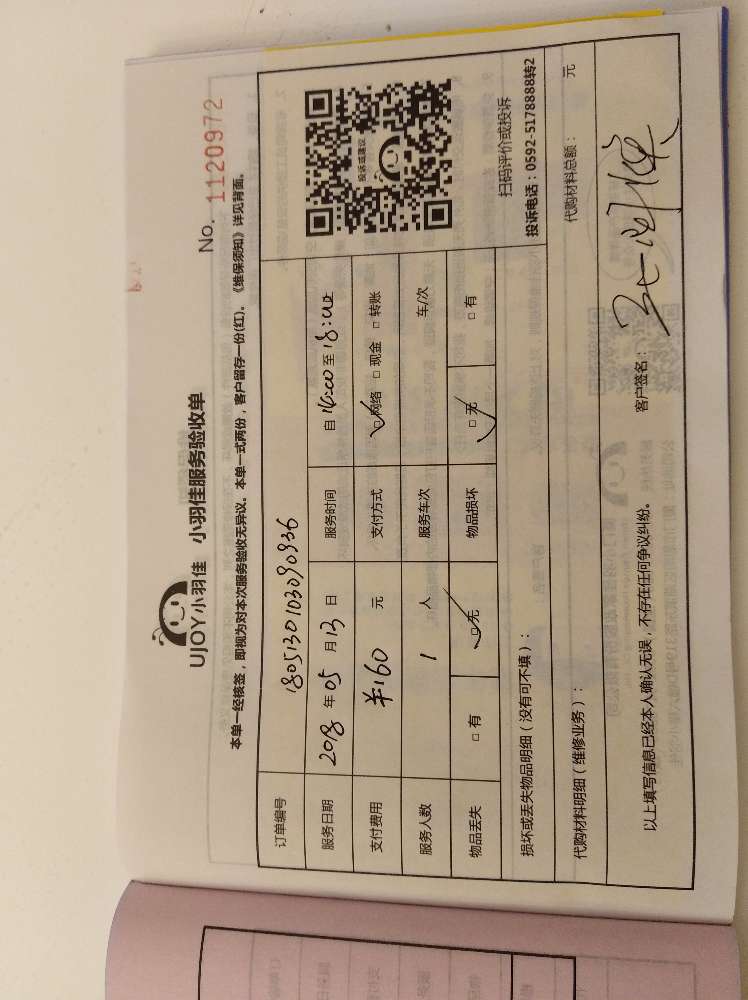 No. 1120972
UJOY小羽佳 小羽佳服务验收单
本单一经核签，即视为对本次服务验收无异议。本单一式两份，客户留存一份(红)。《维保须知》详见背面。
订单编号 180513010309 0936
服务日期 2018 年 05 月 13 日 服务时间 自 14:00 至 18:00
支付费用 ¥160 元 支付方式 □网络 □ 现金 □ 转账
服务人数 1 人 服务车次 车/次
物品丢失 □ 有 □ 无 物品损坏 □ 无 □ 有
投诉或建议
扫码评价或投诉
投诉电话：0592-5178888转2
损坏或丢失物品明细（没有可不填）：
代购材料明细（维修业务）： 代购材料总额： 元
以上填写信息已经本人确认无误，不存在任何争议纠纷。 客户签名：